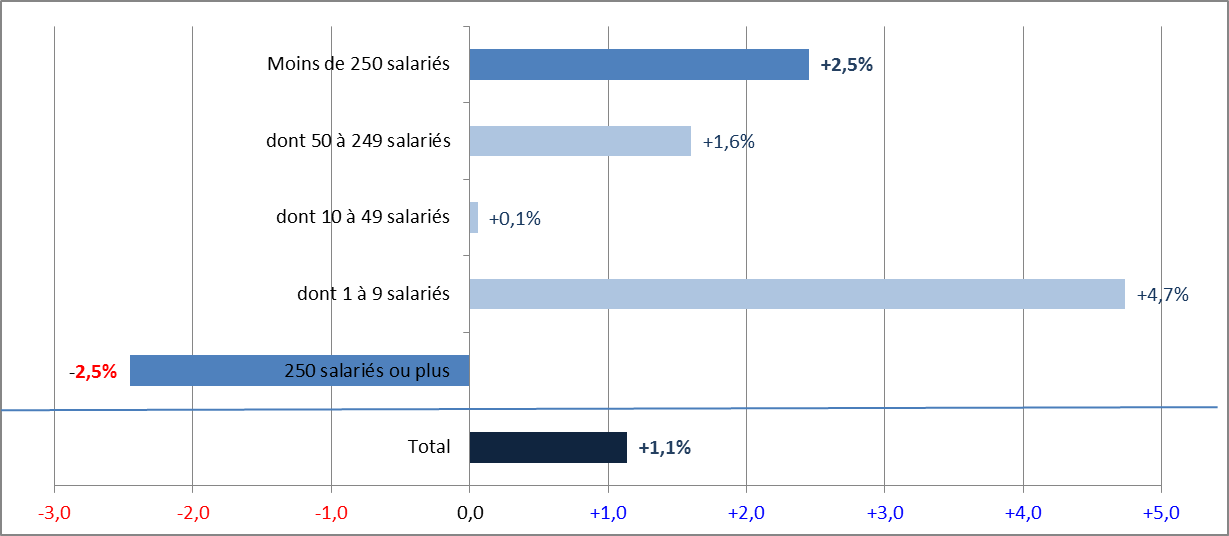 Moins de 250 salariés +2,5%
dont 50 à 249 salariés +1,6%
dont 10 à 49 salariés +0,1%
dont 1 à 9 salariés +4,7%
-2,5% 250 salariés ou plus
Total +1,1%
-3,0 -2,0 -1,0 0,0 +1,0 +2,0 +3,0 +4,0 +5,0